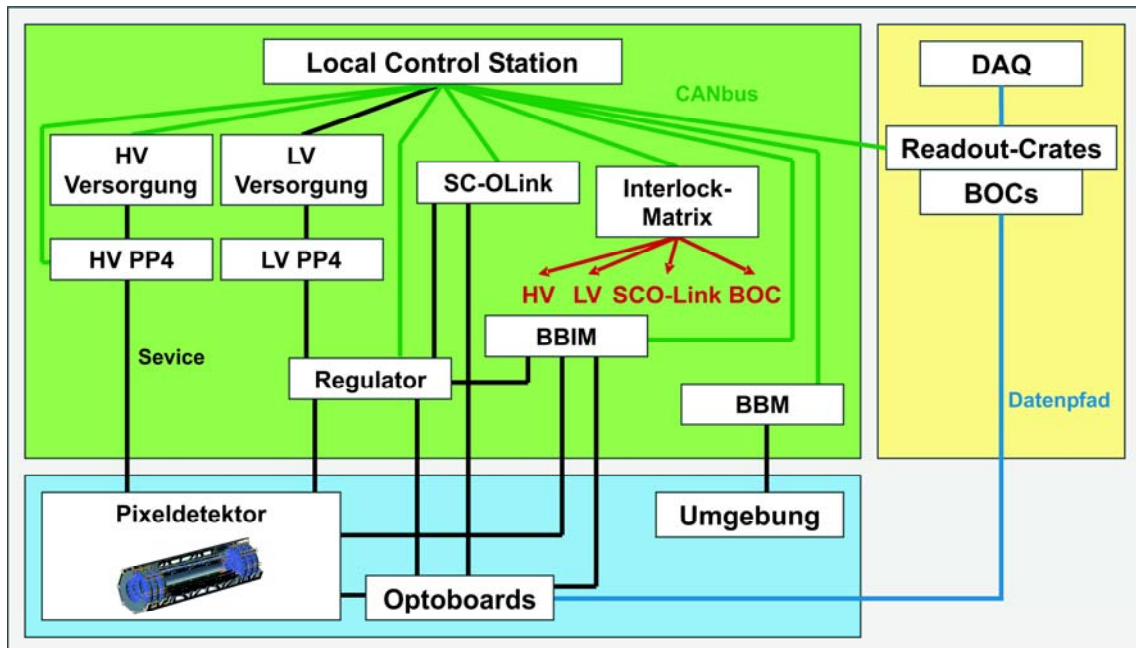 Local Control Station
DAQ
CANbus
HV
Versorgung
LV
Versorgung
SC-OLink
Interlock-
Matrix
Readout-Crates
BOCs
HV PP4
LV PP4
HV LV SCO-Link BOC
BBIM
Sevice
Regulator
BBM
Datenpfad
Pixeldetektor
Umgebung
Optoboards